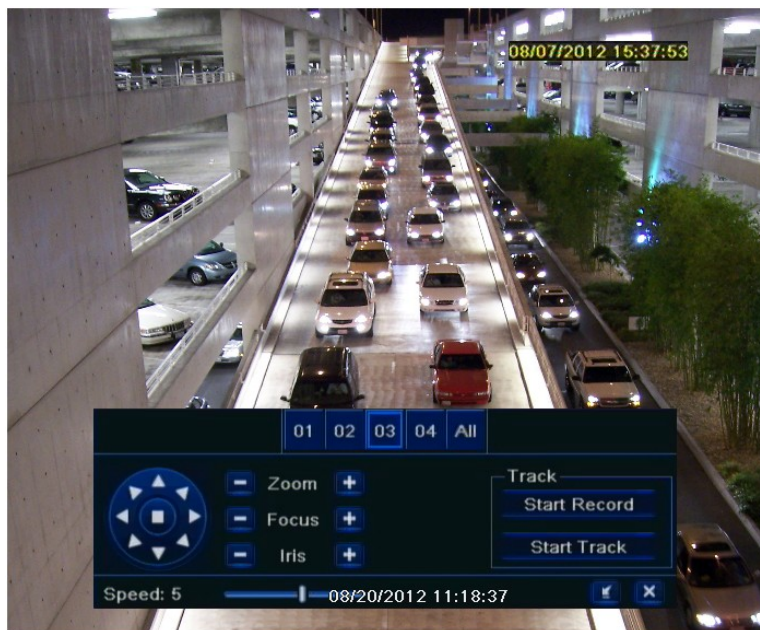 08/07/2012 15:37:53
01 02 03 04 All
Zoom
Focus
Iris
Track
Start Record
Start Track
Speed: 5
08/20/2012 11:18:37